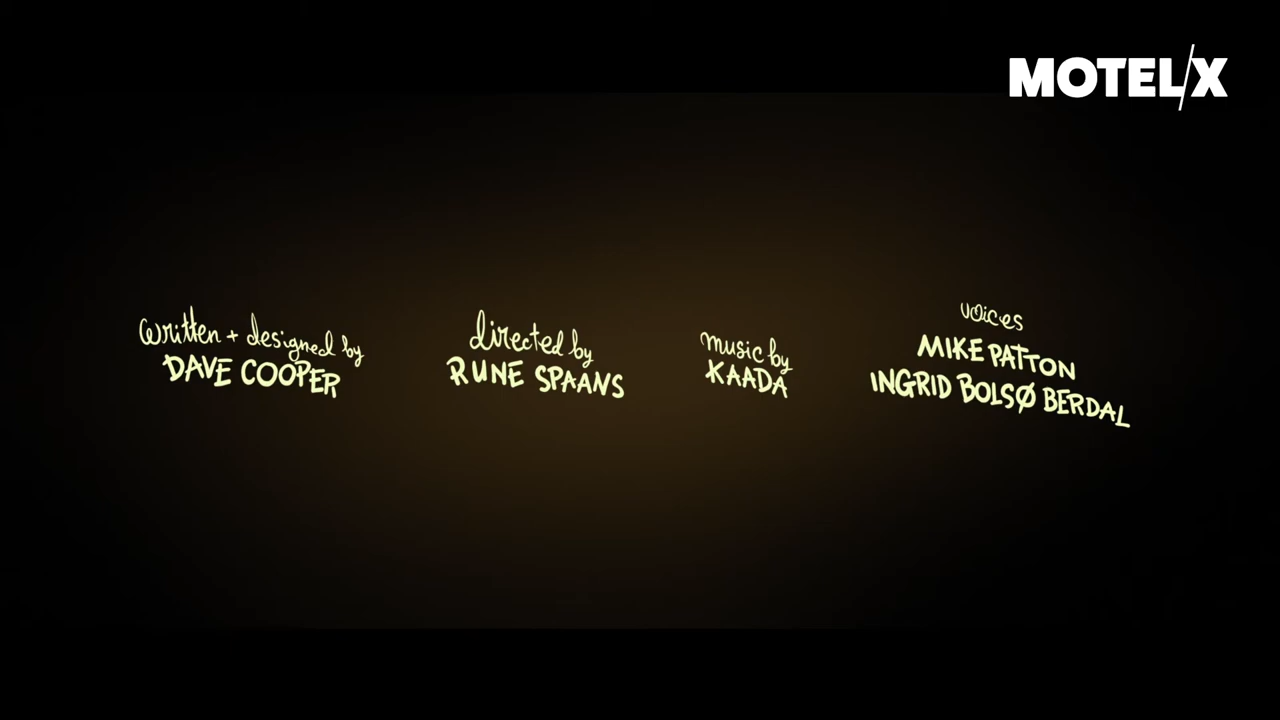 MOTEL/X
written + designed by
DAVE COOPER
directed by
RUNE SPAANS
music by
KAADA
voices
MIKE PATTON
INGRID BOLSØ BERDAL